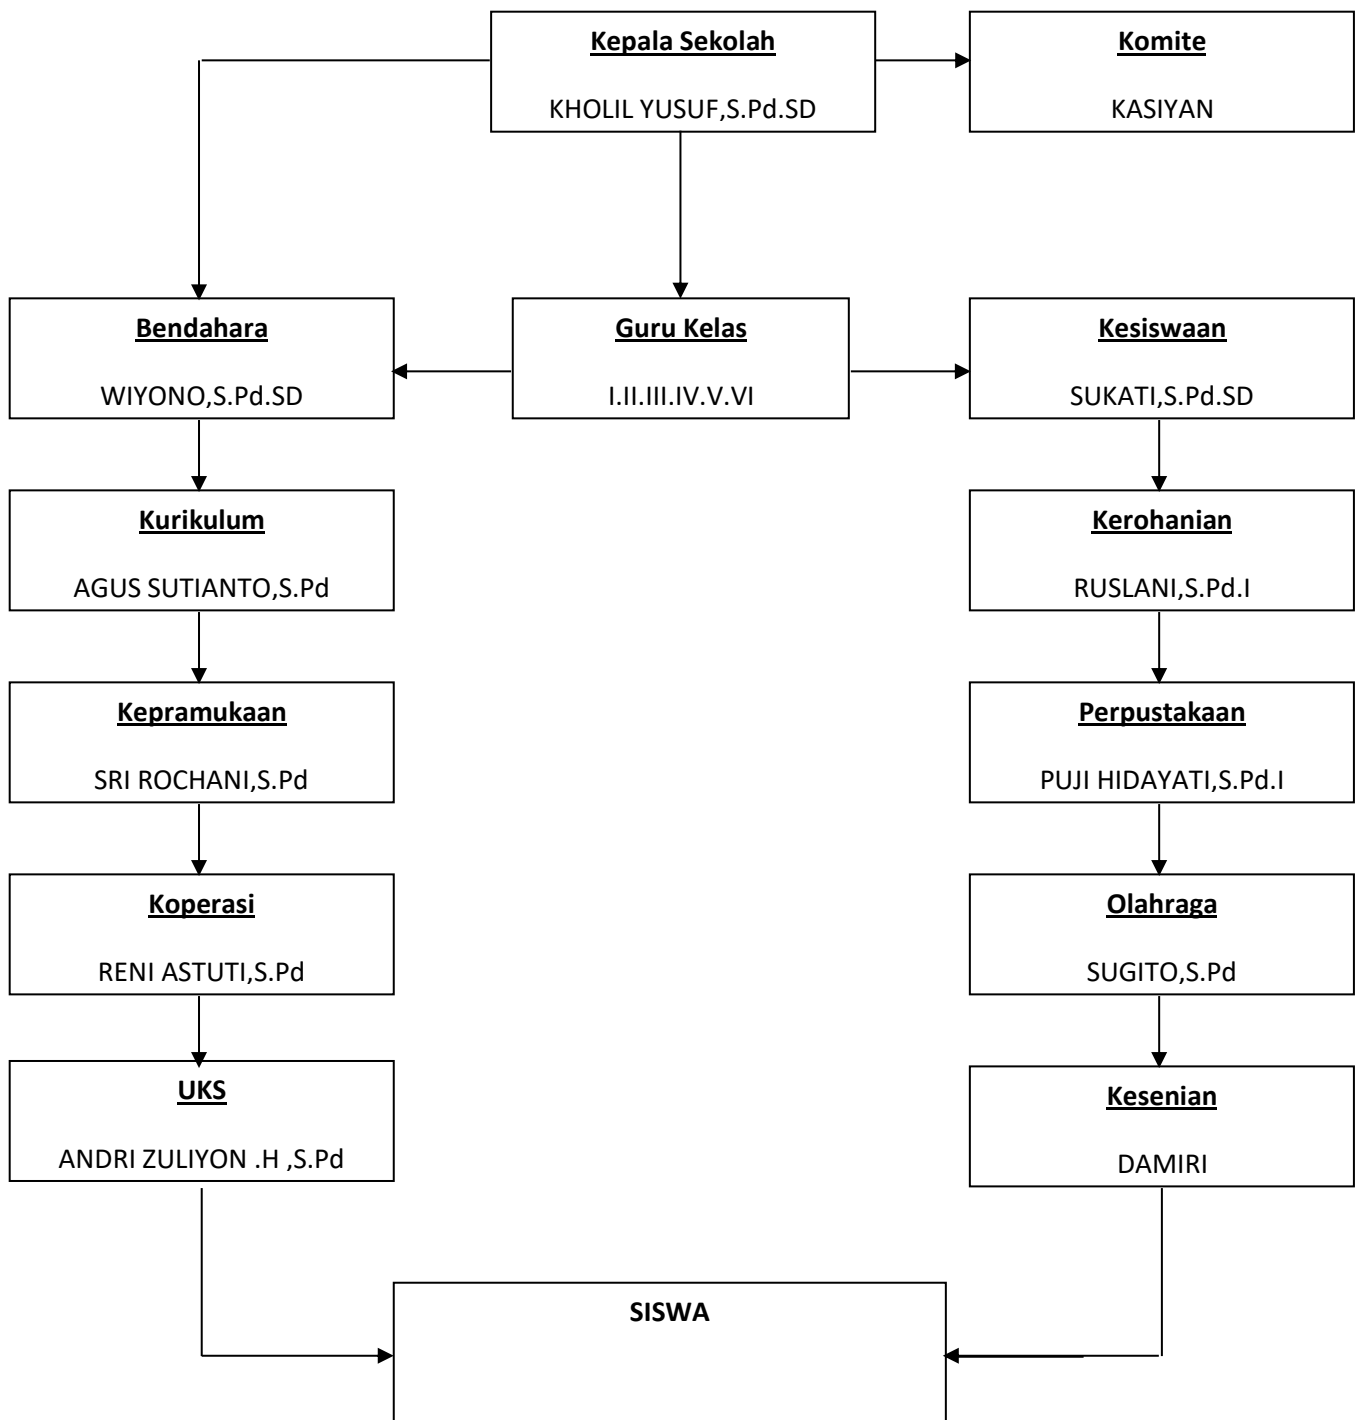 Kepala Sekolah
KHOLIL YUSUF,S.Pd.SD
Komite
KASIYAN
Bendahara
WIYONO,S.Pd.SD
Guru Kelas
I.II.III.IV.V.VI
Kesiswaan
SUKATI,S.Pd.SD
Kurikulum
AGUS SUTIANTO,S.Pd
Kerohanian
RUSLANI,S.Pd.I
Kepramukaan
SRI ROCHANI,S.Pd
Perpustakaan
PUJI HIDAYATI,S.Pd.I
Koperasi
RENI ASTUTI,S.Pd
Olahraga
SUGITO,S.Pd
UKS
ANDRI ZULIYON .H ,S.Pd
Kesenian
DAMIRI
SISWA